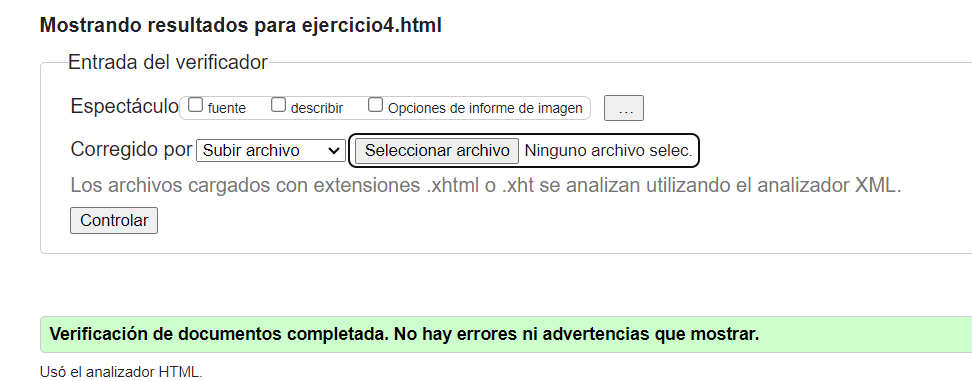 Mostrando resultados para ejercicio4.html
Entrada del verificador
Espectáculo fuente describir Opciones de informe de imagen ...
Corregido por Subir archivo Seleccionar archivo Ninguno archivo selec.
Los archivos cargados con extensiones .xhtml o .xht se analizan utilizando el analizador XML.
Controlar
Verificación de documentos completada. No hay errores ni advertencias que mostrar.
Usó el analizador HTML.